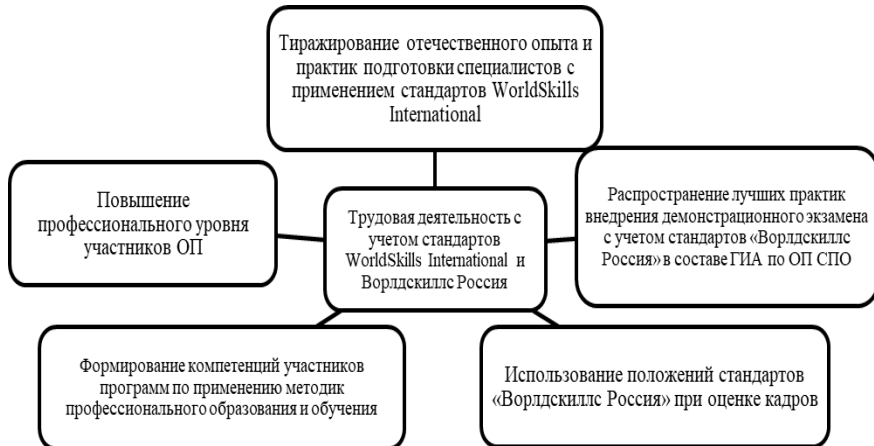 Тиражирование отечественного опыта и
практик подготовки специалистов с
применением стандартов WorldSkills
International
Повышение
профессионального уровня
участников ОП
Трудовая деятельность с
учетом стандартов
WorldSkills International и
Ворлдскиллс Россия
Распространение лучших практик
внедрения демонстрационного экзамена
с учетом стандартов «Ворлдскиллс
Россия» в составе ГИА по ОП СПО
Формирование компетенций участников
программ по применению методик
профессионального образования и обучения
Использование положений стандартов
«Ворлдскиллс Россия» при оценке кадров